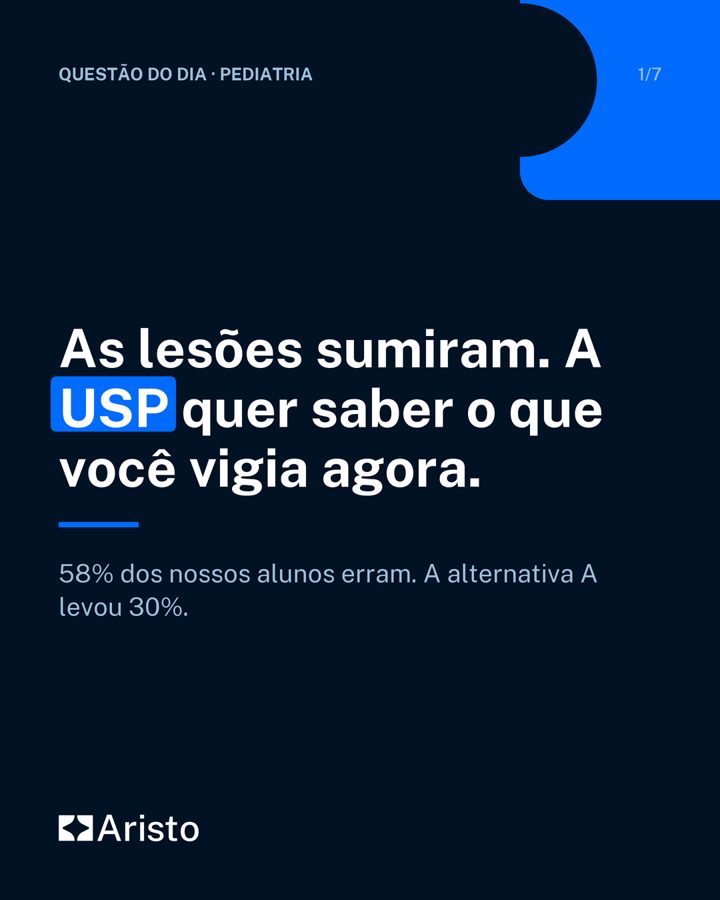 QUESTÃO DO DIA · PEDIATRIA
1/7
As lesões sumiram. A
USP quer saber o que
você vigia agora.
58% dos nossos alunos erram. A alternativa A
levou 30%.
Aristo